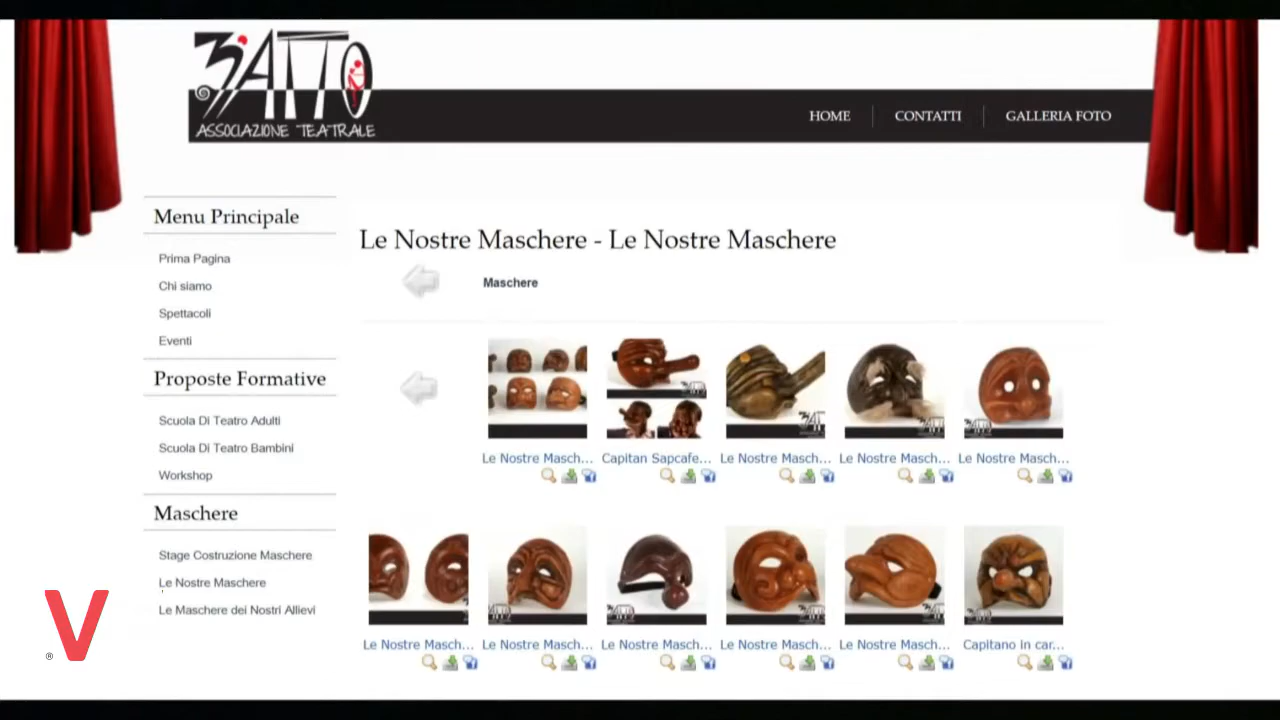 3°ATTO
ASSOCIAZIONE TEATRALE
HOME
CONTATTI
GALLERIA FOTO
Menu Principale
Prima Pagina
Chi siamo
Spettacoli
Eventi
Proposte Formative
Scuola Di Teatro Adulti
Scuola Di Teatro Bambini
Workshop
Maschere
Stage Costruzione Maschere
Le Nostre Maschere
Le Maschere dei Nostri Allievi
Le Nostre Maschere - Le Nostre Maschere
Maschere
Le Nostre Masch...
Capitan Sapcafe...
Le Nostre Masch...
Le Nostre Masch...
Le Nostre Masch...
Le Nostre Masch...
Le Nostre Masch...
Le Nostre Masch...
Le Nostre Masch...
Le Nostre Masch...
Capitano in car...
V
®